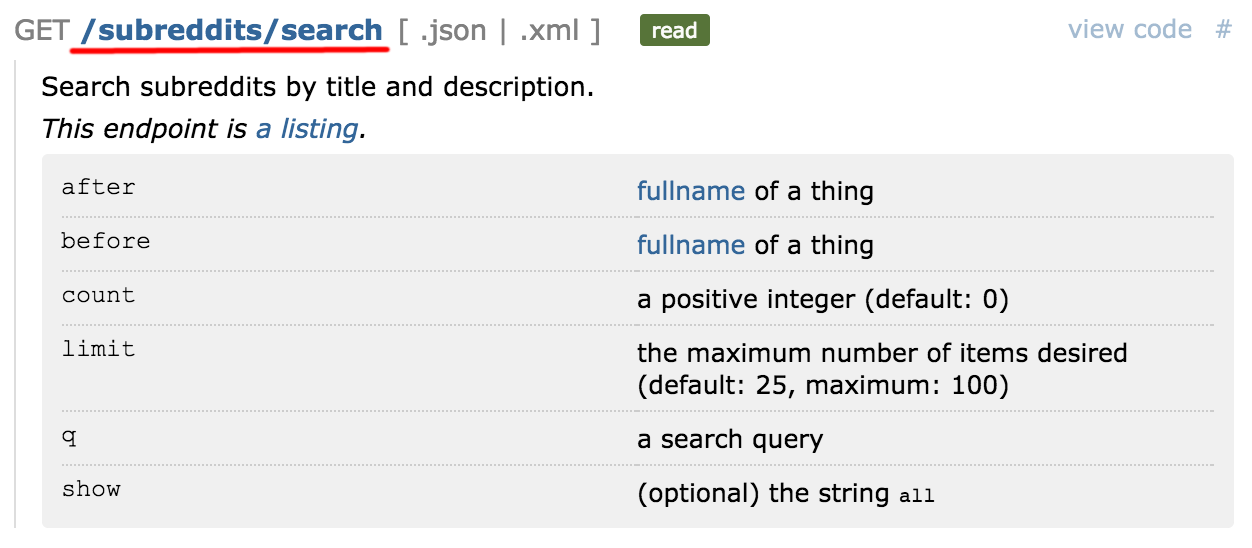 GET /subreddits/search [ .json | .xml ] read view code #
Search subreddits by title and description.
This endpoint is a listing.
after fullname of a thing
before fullname of a thing
count a positive integer (default: 0)
limit the maximum number of items desired
(default: 25, maximum: 100)
q a search query
show (optional) the string all